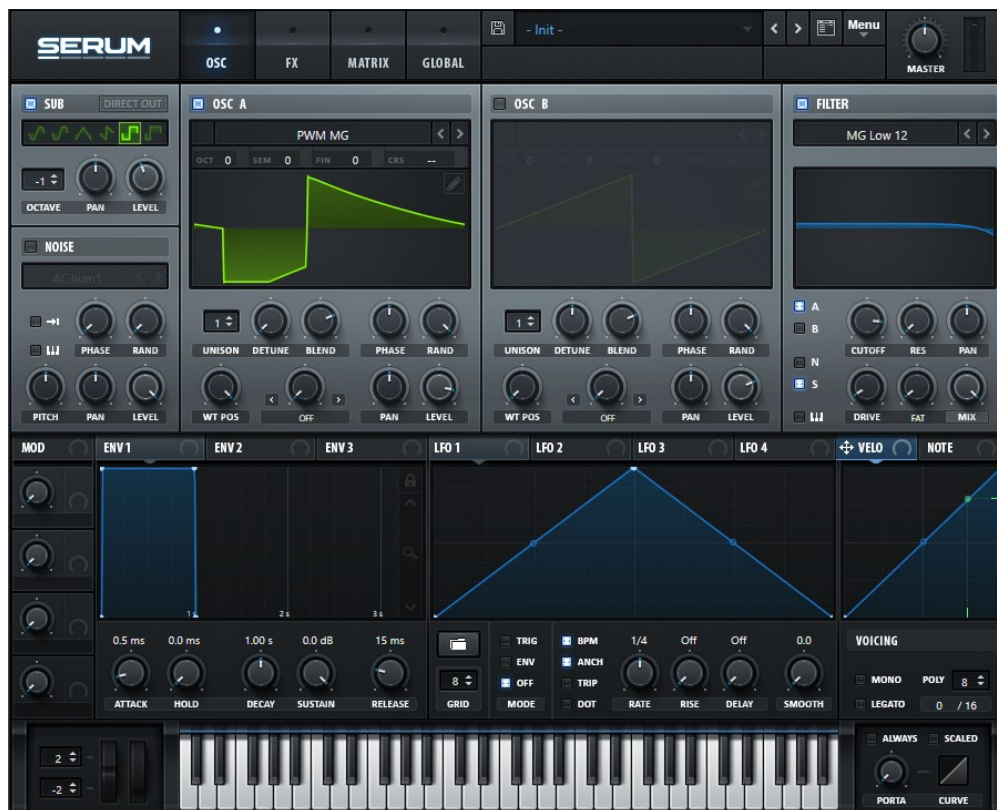 SERUM
OSC
FX
MATRIX
GLOBAL
- Init -
Menu
MASTER
SUB
DIRECT OUT
-1
OCTAVE
PAN
LEVEL
NOISE
AC hum1
PHASE
RAND
PITCH
PAN
LEVEL
OSC A
PWM MG
OCT 0 SEM 0 FIN 0 CRS --
1
UNISON DETUNE BLEND PHASE RAND
WT POS OFF PAN LEVEL
OSC B
1
UNISON DETUNE BLEND PHASE RAND
WT POS OFF PAN LEVEL
FILTER
MG Low 12
A
B
N
S
CUTOFF RES PAN
DRIVE FAT MIX
MOD ENV 1 ENV 2 ENV 3 LFO 1 LFO 2 LFO 3 LFO 4 VELO NOTE
1 s 2 s 3 s
0.5 ms 0.0 ms 1.00 s 0.0 dB 15 ms
ATTACK HOLD DECAY SUSTAIN RELEASE
8
GRID
TRIG
ENV
OFF
MODE
BPM
ANCH
TRIP
DOT
1/4 Off Off 0.0
RATE RISE DELAY SMOOTH
VOICING
MONO POLY 8
LEGATO 0 / 16
2
-2
ALWAYS SCALED
PORTA CURVE